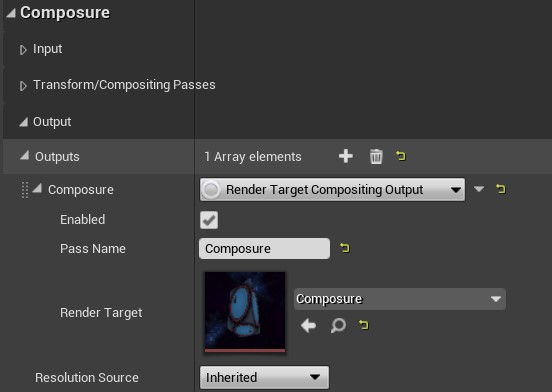 Composure
Input
Transform/Compositing Passes
Output
Outputs 1 Array elements
Composure Render Target Compositing Output
Enabled
Pass Name Composure
Render Target Composure
Resolution Source Inherited